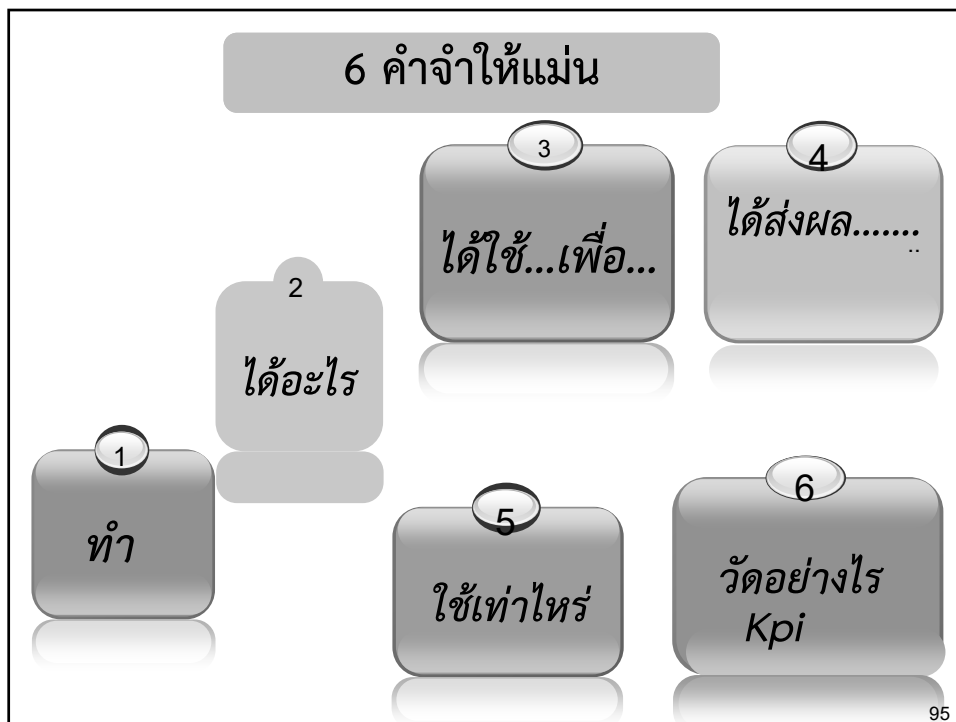 6 คำจำให้แม่น
1
ทำ
2
ได้อะไร
3
ได้ใช้...เพื่อ...
4
ได้ส่งผล.......
..
5
ใช้เท่าไหร่
6
วัดอย่างไร
Kpi
95